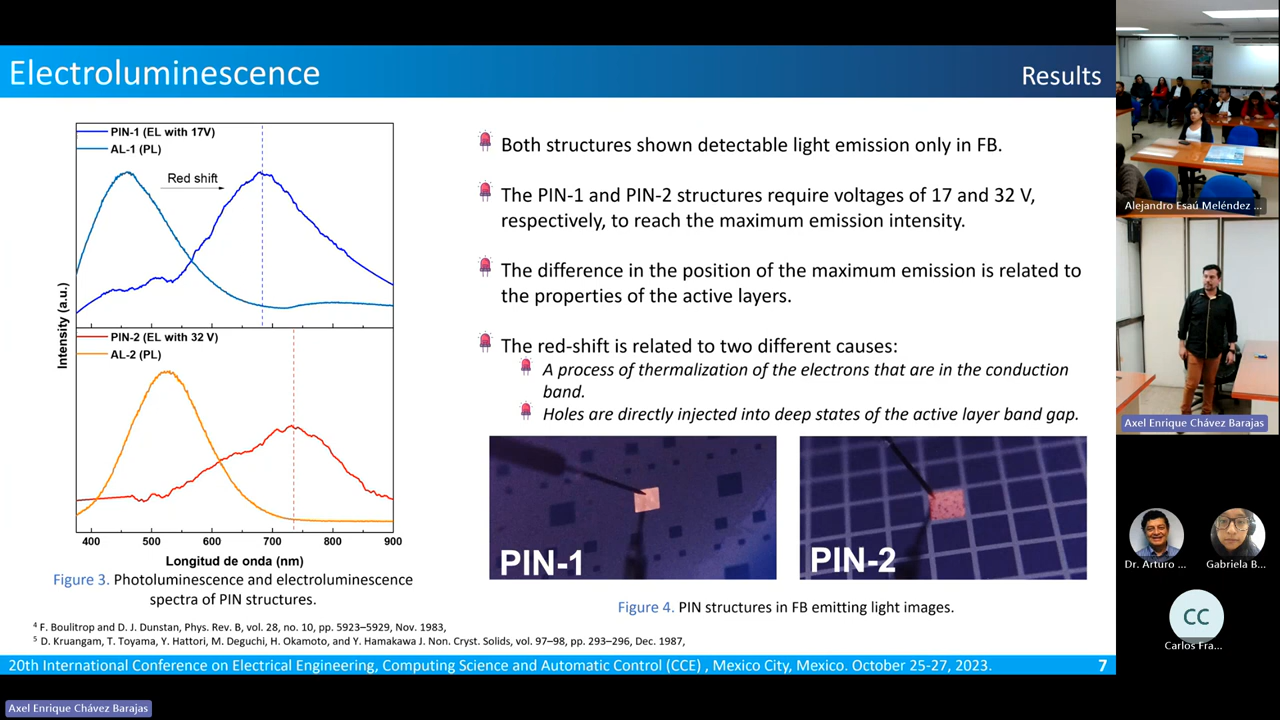 Electroluminescence
Results
PIN-1 (EL with 17V)
AL-1 (PL)
Red shift
PIN-2 (EL with 32 V)
AL-2 (PL)
Intensity (a.u.)
400 500 600 700 800 900
Longitud de onda (nm)
Figure 3. Photoluminescence and electroluminescence
spectra of PIN structures.
Both structures shown detectable light emission only in FB.
The PIN-1 and PIN-2 structures require voltages of 17 and 32 V,
respectively, to reach the maximum emission intensity.
The difference in the position of the maximum emission is related to
the properties of the active layers.
The red-shift is related to two different causes:
A process of thermalization of the electrons that are in the conduction
band.
Holes are directly injected into deep states of the active layer band gap.
PIN-1
PIN-2
Figure 4. PIN structures in FB emitting light images.
4 F. Boulitrop and D. J. Dunstan, Phys. Rev. B, vol. 28, no. 10, pp. 5923–5929, Nov. 1983,
5 D. Kruangam, T. Toyama, Y. Hattori, M. Deguchi, H. Okamoto, and Y. Hamakawa J. Non. Cryst. Solids, vol. 97–98, pp. 293–296, Dec. 1987,
20th International Conference on Electrical Engineering, Computing Science and Automatic Control (CCE) , Mexico City, Mexico. October 25-27, 2023.
7
Alejandro Esaú Meléndez ...
Axel Enrique Chávez Barajas
Dr. Arturo ...
Gabriela B...
CC
Carlos Fra...
Axel Enrique Chávez Barajas